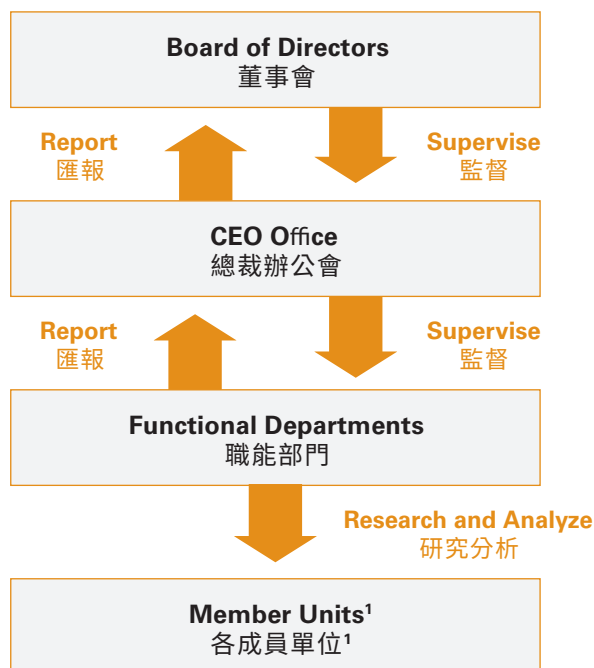 Board of Directors
董事會
Report
匯報
Supervise
監督
CEO Office
總裁辦公會
Report
匯報
Supervise
監督
Functional Departments
職能部門
Research and Analyze
研究分析
Member Units¹
各成員單位¹